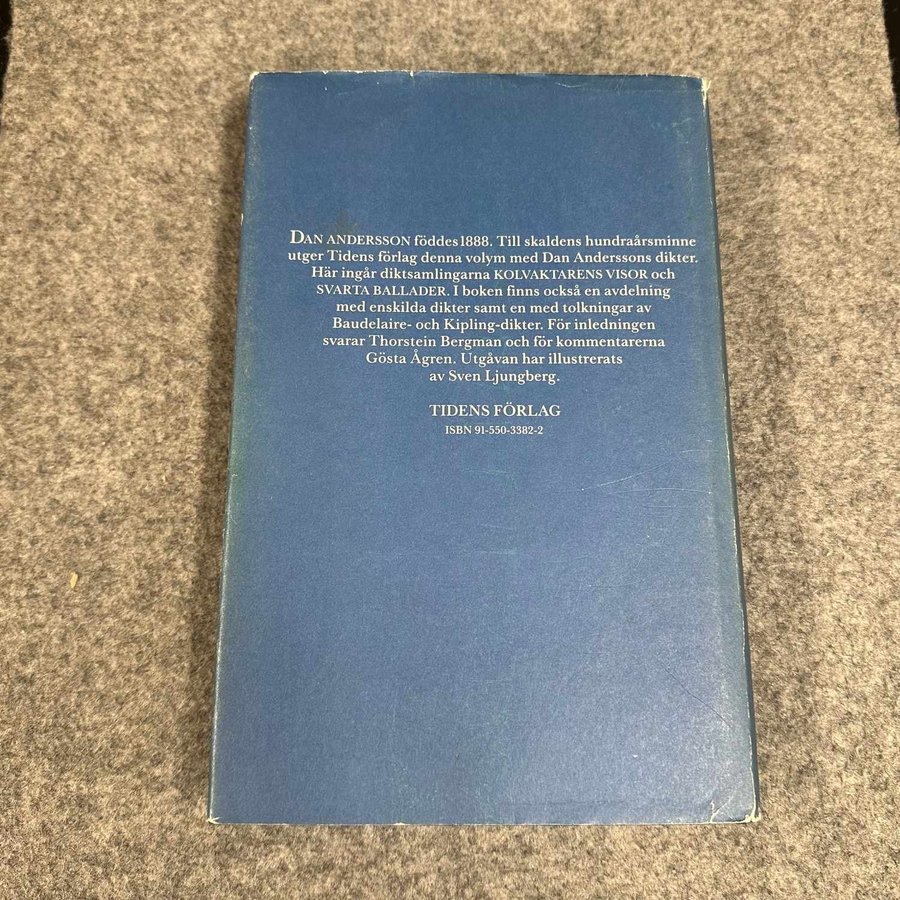 DAN ANDERSSON föddes 1888. Till skaldens hundraårsminne
utger Tidens förlag denna volym med Dan Anderssons dikter.
Här ingår diktsamlingarna KOLVAKTARENS VISOR och
SVARTA BALLADER. I boken finns också en avdelning
med enskilda dikter samt en med tolkningar av
Baudelaire- och Kipling-dikter. För inledningen
svarar Thorstein Bergman och för kommentarerna
Gösta Ågren. Utgåvan har illustrerats
av Sven Ljungberg.
TIDENS FÖRLAG
ISBN 91-550-3382-2